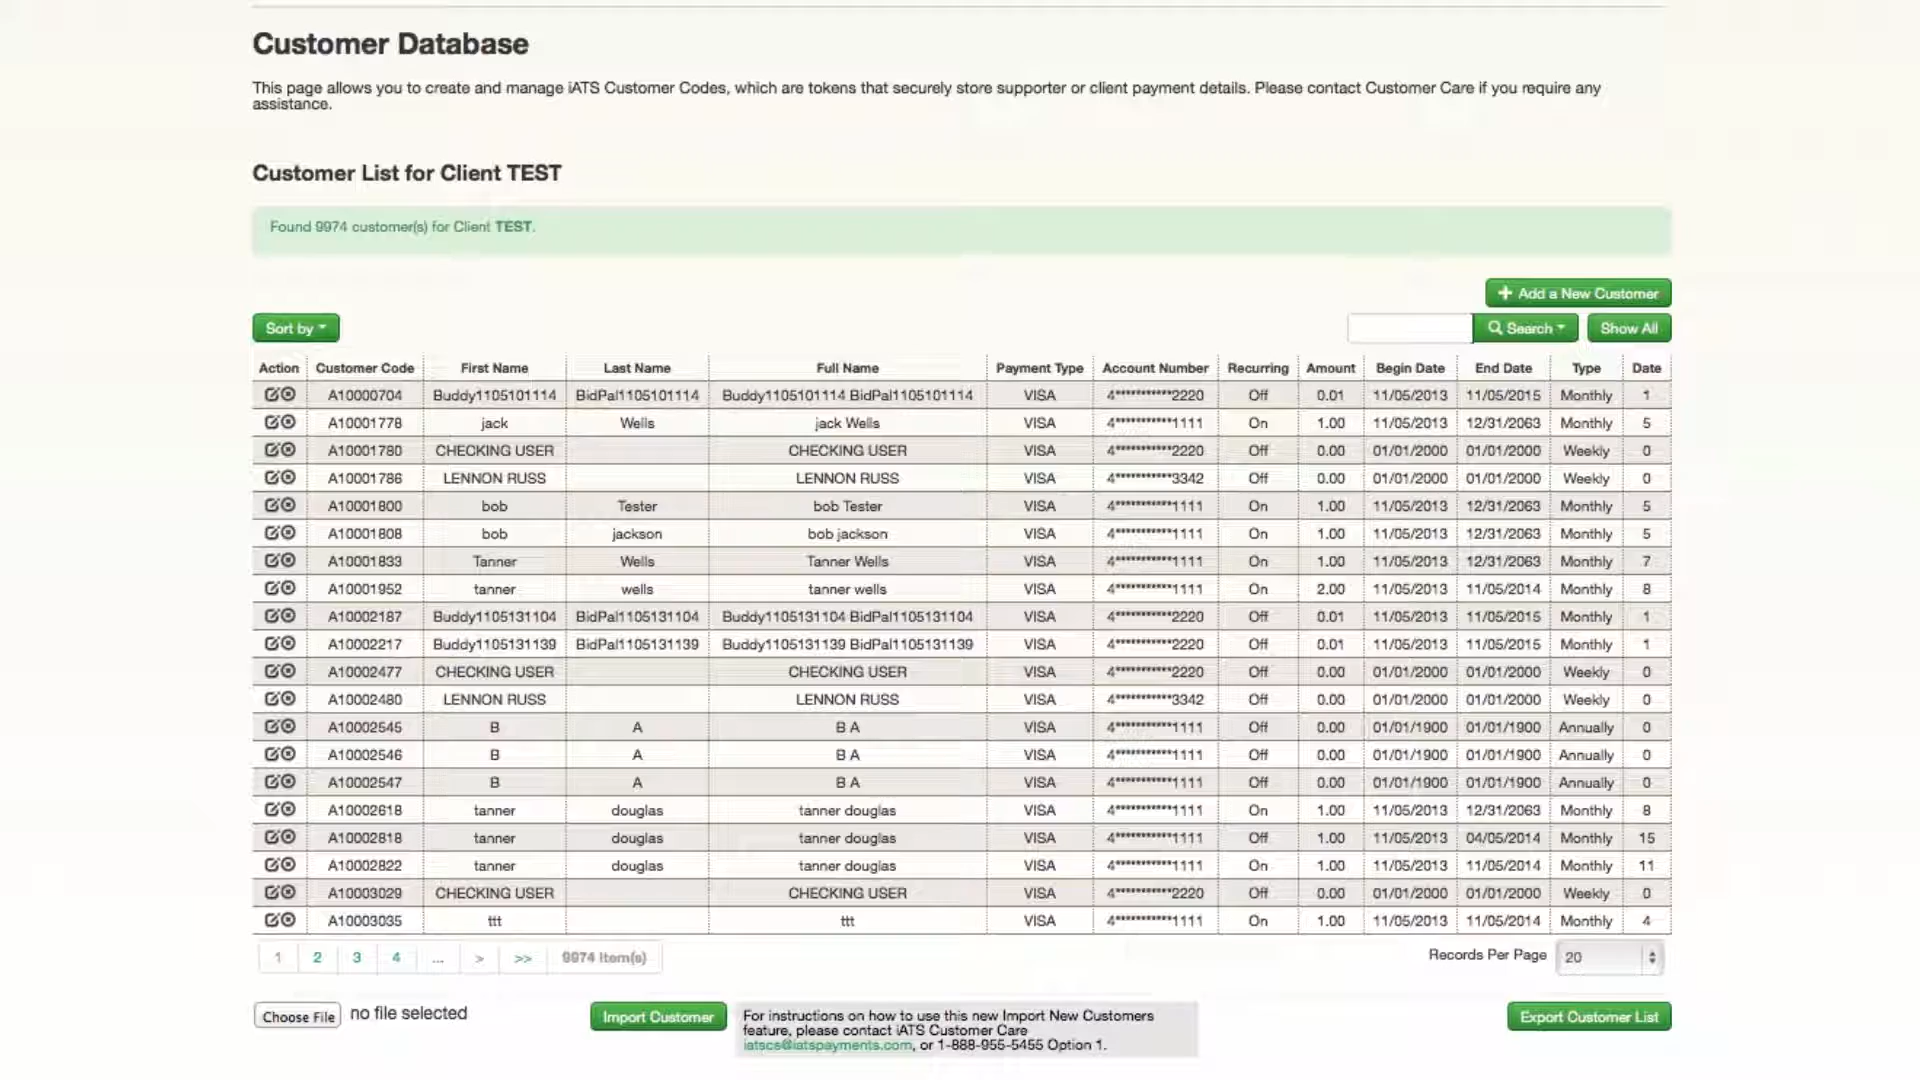 Customer Database
This page allows you to create and manage iATS Customer Codes, which are tokens that securely store supporter or client payment details. Please contact Customer Care if you require any
assistance.
Customer List for Client TEST
Found 9974 customer(s) for Client TEST.
Add a New Customer
Sort by Search Show All
Action Customer Code First Name Last Name Full Name Payment Type Account Number Recurring Amount Begin Date End Date Type Date
A10000704 Buddy1105101114 BidPal1105101114 Buddy1105101114 BidPal1105101114 VISA 4***********2220 Off 0.01 11/05/2013 11/05/2015 Monthly 1
A10001778 jack Wells jack Wells VISA 4***********1111 On 1.00 11/05/2013 12/31/2063 Monthly 5
A10001780 CHECKING USER CHECKING USER VISA 4***********2220 Off 0.00 01/01/2000 01/01/2000 Weekly 0
A10001786 LENNON RUSS LENNON RUSS VISA 4***********3342 Off 0.00 01/01/2000 01/01/2000 Weekly 0
A10001800 bob Tester bob Tester VISA 4***********1111 On 1.00 11/05/2013 12/31/2063 Monthly 5
A10001808 bob jackson bob jackson VISA 4***********1111 On 1.00 11/05/2013 12/31/2063 Monthly 5
A10001833 Tanner Wells Tanner Wells VISA 4***********1111 On 1.00 11/05/2013 12/31/2063 Monthly 7
A10001952 tanner wells tanner wells VISA 4***********1111 On 2.00 11/05/2013 11/05/2014 Monthly 8
A10002187 Buddy1105131104 BidPal1105131104 Buddy1105131104 BidPal1105131104 VISA 4***********2220 Off 0.01 11/05/2013 11/05/2015 Monthly 1
A10002217 Buddy1105131139 BidPal1105131139 Buddy1105131139 BidPal1105131139 VISA 4***********2220 Off 0.01 11/05/2013 11/05/2015 Monthly 1
A10002477 CHECKING USER CHECKING USER VISA 4***********2220 Off 0.00 01/01/2000 01/01/2000 Weekly 0
A10002480 LENNON RUSS LENNON RUSS VISA 4***********3342 Off 0.00 01/01/2000 01/01/2000 Weekly 0
A10002545 B A B A VISA 4***********1111 Off 0.00 01/01/1900 01/01/1900 Annually 0
A10002546 B A B A VISA 4***********1111 Off 0.00 01/01/1900 01/01/1900 Annually 0
A10002547 B A B A VISA 4***********1111 Off 0.00 01/01/1900 01/01/1900 Annually 0
A10002618 tanner douglas tanner douglas VISA 4***********1111 On 1.00 11/05/2013 12/31/2063 Monthly 8
A10002818 tanner douglas tanner douglas VISA 4***********1111 Off 1.00 11/05/2013 04/05/2014 Monthly 15
A10002822 tanner douglas tanner douglas VISA 4***********1111 On 1.00 11/05/2013 11/05/2014 Monthly 11
A10003029 CHECKING USER CHECKING USER VISA 4***********2220 Off 0.00 01/01/2000 01/01/2000 Weekly 0
A10003035 ttt ttt VISA 4***********1111 On 1.00 11/05/2013 11/05/2014 Monthly 4
1 2 3 4 ... > >> 9974 Item(s) Records Per Page 20
Choose File no file selected Import Customer For instructions on how to use this new Import New Customers Export Customer List
feature, please contact iATS Customer Care
iatscs@iatspayments.com, or 1-888-955-5455 Option 1.